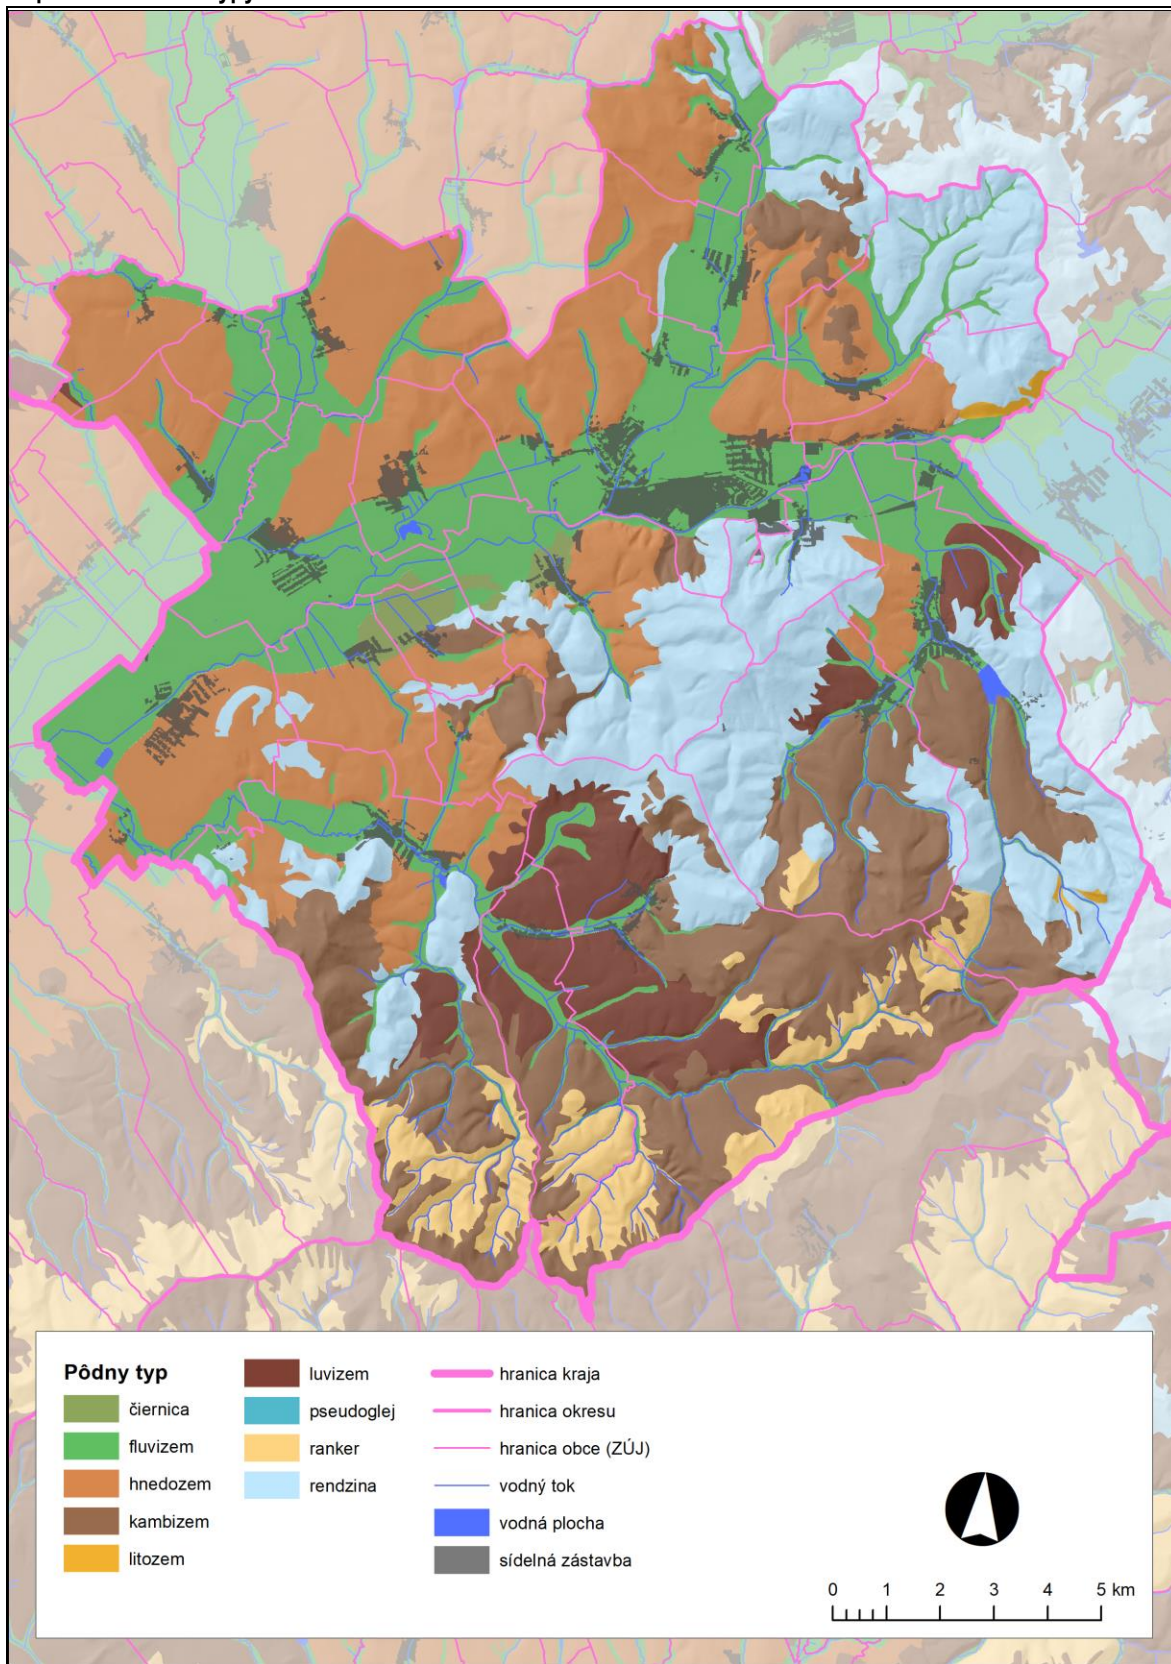 Pôdny typ
čiernica
fluvizem
hnedozem
kambizem
litozem
luvizem
pseudoglej
ranker
rendzina
hranica kraja
hranica okresu
hranica obce (ZÚJ)
vodný tok
vodná plocha
sídelná zástavba
0 1 2 3 4 5 km